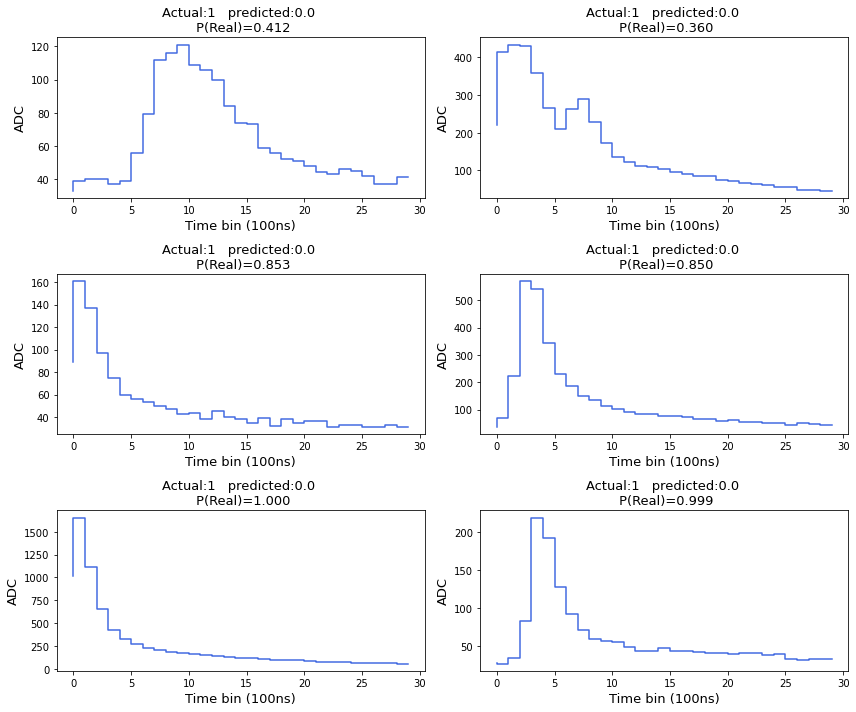 Actual:1 predicted:0.0
P(Real)=0.412
120
100
80
60
40
ADC
0 5 10 15 20 25 30
Time bin (100ns)
Actual:1 predicted:0.0
P(Real)=0.360
400
300
200
100
ADC
0 5 10 15 20 25 30
Time bin (100ns)
Actual:1 predicted:0.0
P(Real)=0.853
160
140
120
100
80
60
40
ADC
0 5 10 15 20 25 30
Time bin (100ns)
Actual:1 predicted:0.0
P(Real)=0.850
500
400
300
200
100
ADC
0 5 10 15 20 25 30
Time bin (100ns)
Actual:1 predicted:0.0
P(Real)=1.000
1500
1250
1000
750
500
250
0
ADC
0 5 10 15 20 25 30
Time bin (100ns)
Actual:1 predicted:0.0
P(Real)=0.999
200
150
100
50
ADC
0 5 10 15 20 25 30
Time bin (100ns)